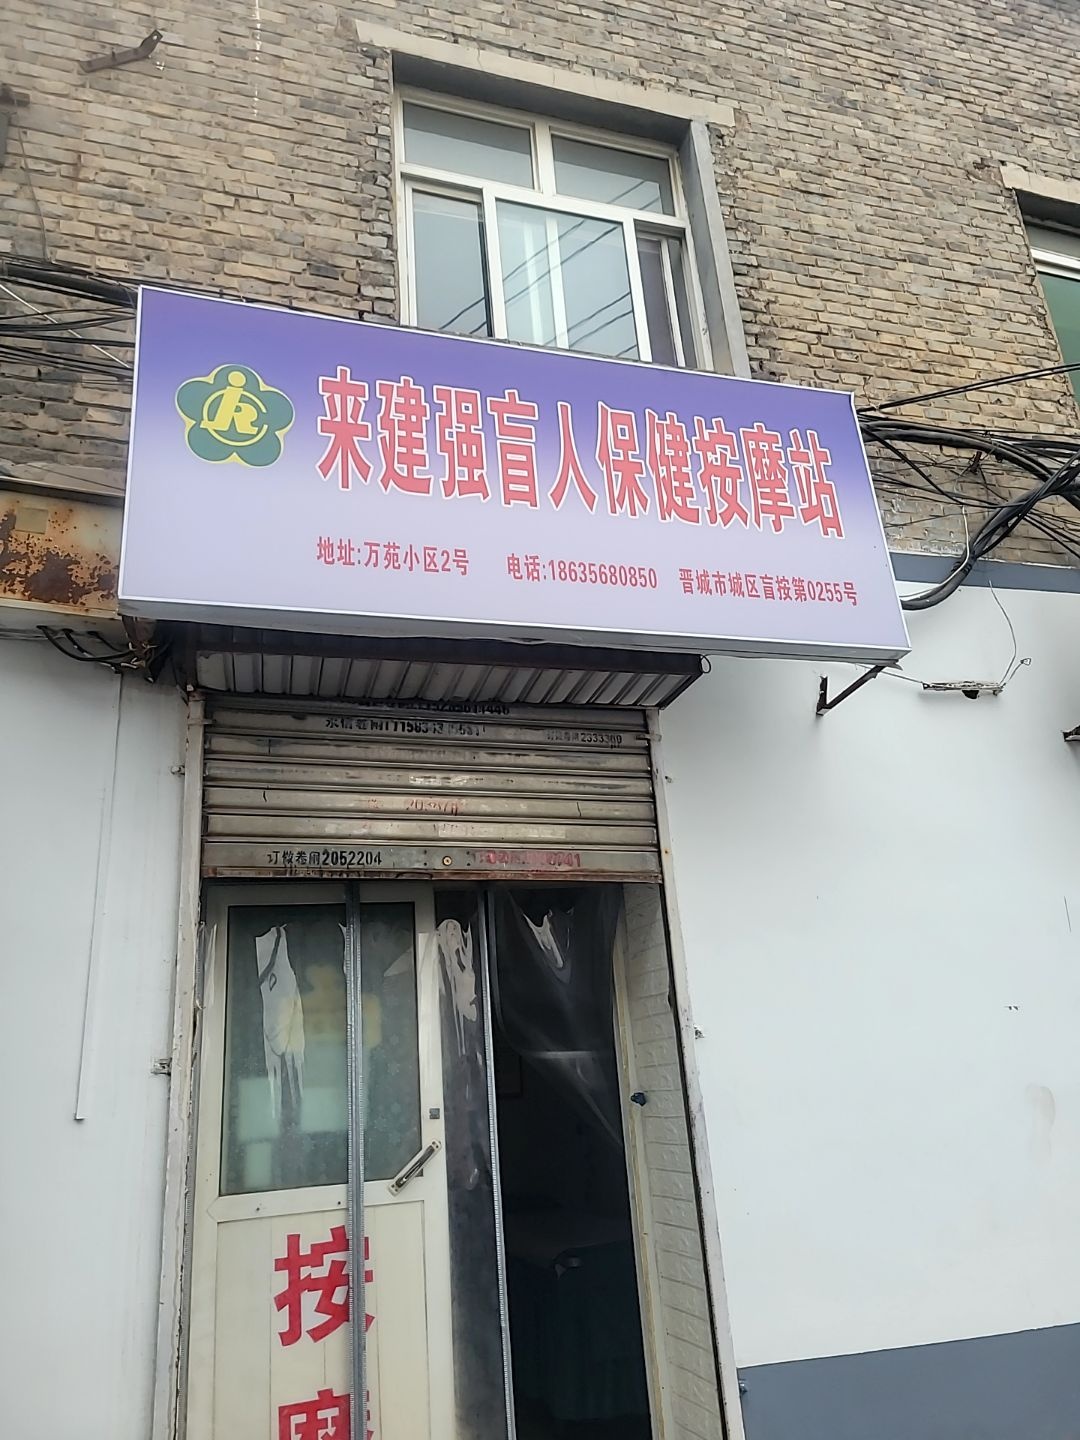 来建强盲人保健按摩站
地址:万苑小区2号 电话:18635680850 晋城市城区盲按第0255号
订做卷闸2052204
按
摩